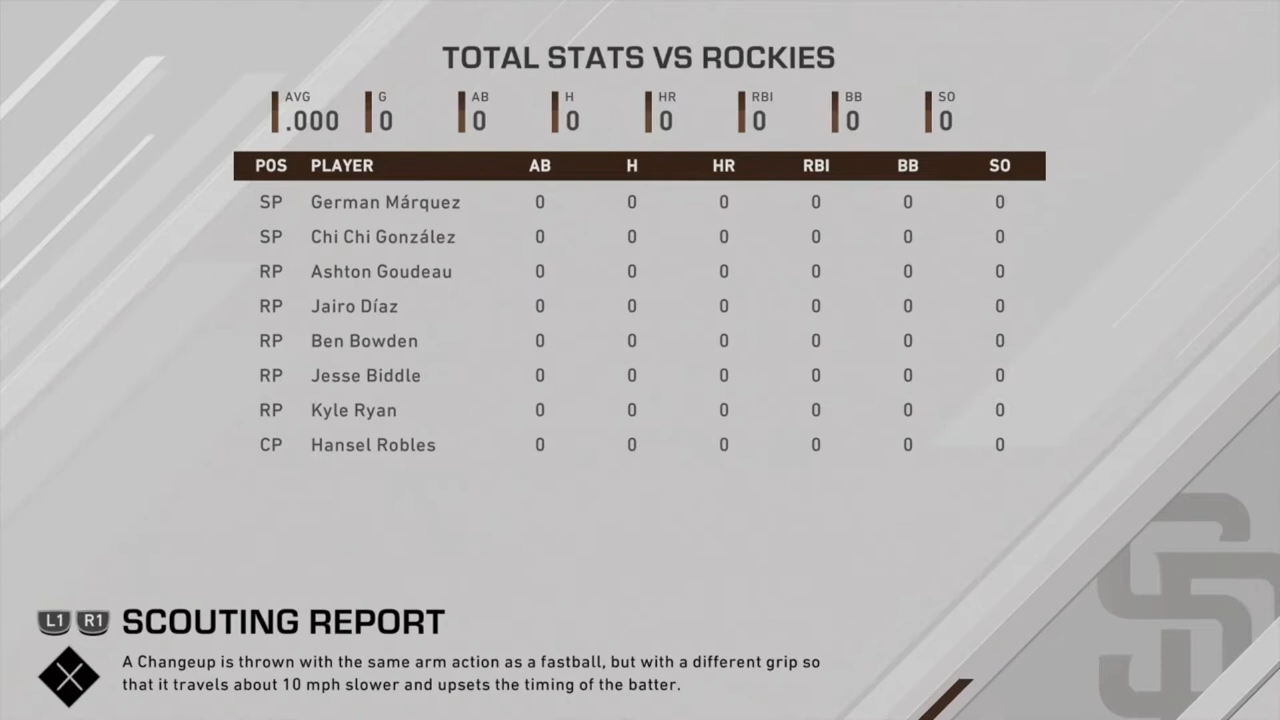 TOTAL STATS VS ROCKIES
AVG G AB H HR RBI BB SO
.000 0 0 0 0 0 0 0
POS PLAYER AB H HR RBI BB SO
SP German Márquez 0 0 0 0 0 0
SP Chi Chi González 0 0 0 0 0 0
RP Ashton Goudeau 0 0 0 0 0 0
RP Jairo Díaz 0 0 0 0 0 0
RP Ben Bowden 0 0 0 0 0 0
RP Jesse Biddle 0 0 0 0 0 0
RP Kyle Ryan 0 0 0 0 0 0
CP Hansel Robles 0 0 0 0 0 0
SD
L1 R1 SCOUTING REPORT
A Changeup is thrown with the same arm action as a fastball, but with a different grip so
that it travels about 10 mph slower and upsets the timing of the batter.